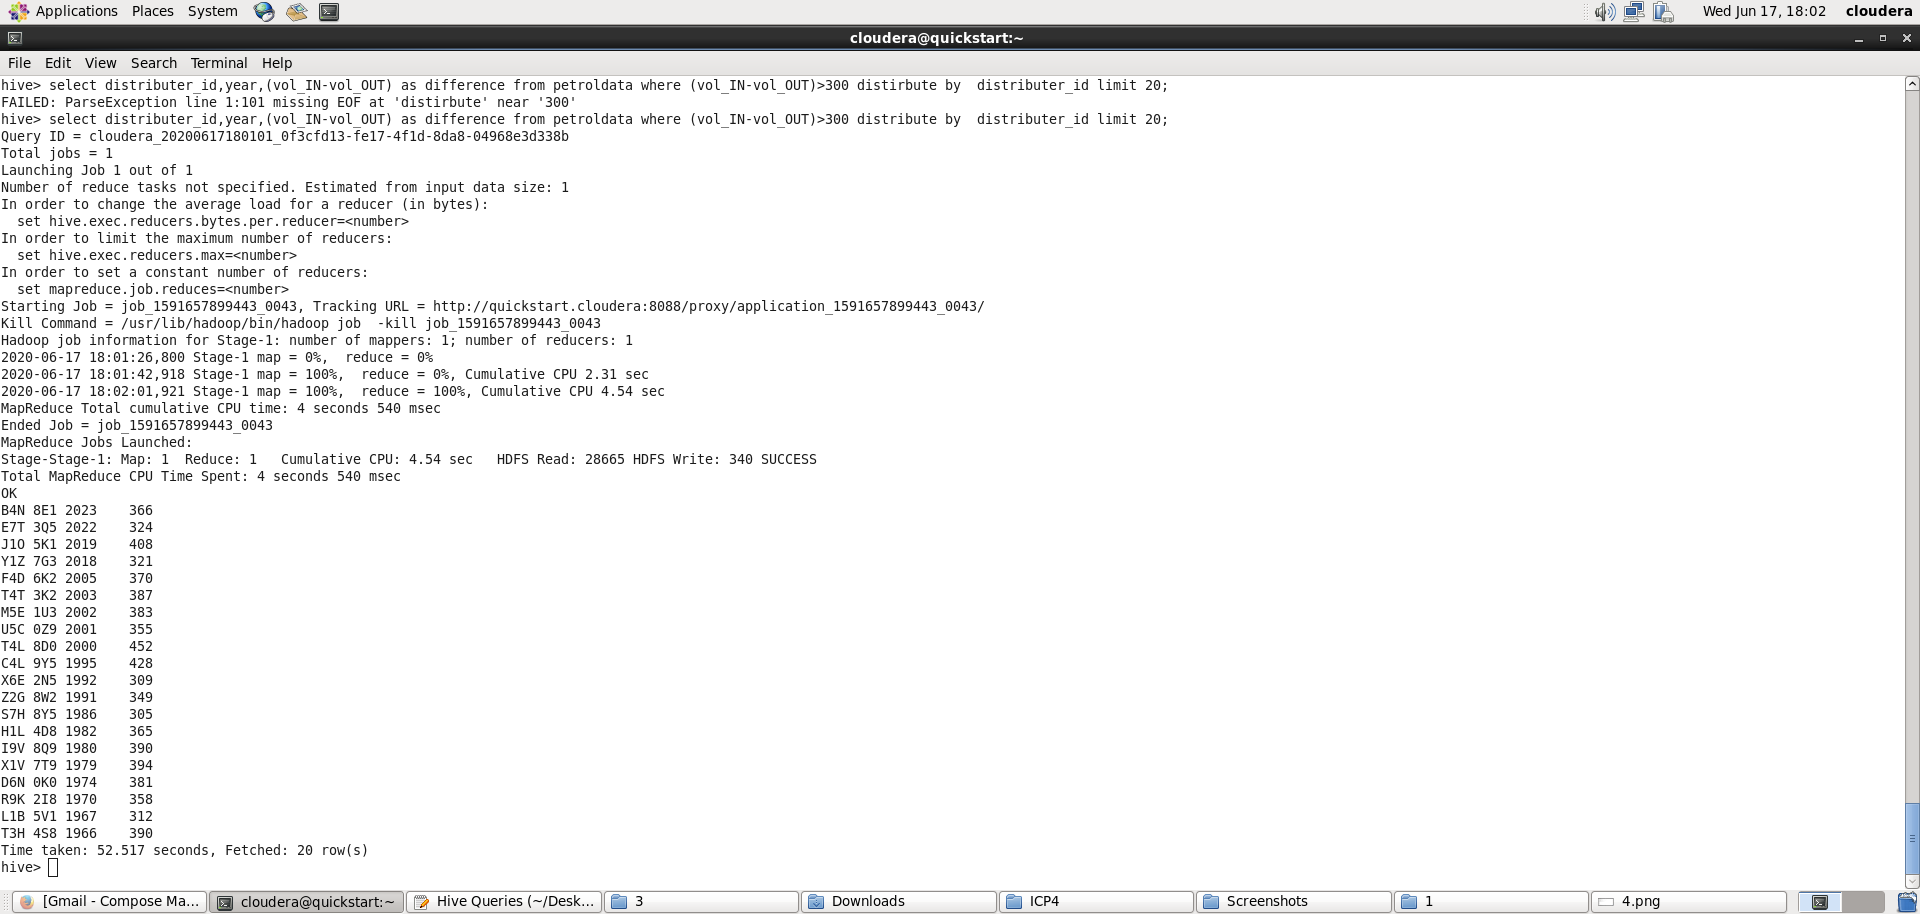 Applications Places System Wed Jun 17, 18:02 cloudera
cloudera@quickstart:~
File Edit View Search Terminal Help
hive> select distributer_id,year,(vol_IN-vol_OUT) as difference from petroldata where (vol_IN-vol_OUT)>300 distirbute by  distributer_id limit 20;
FAILED: ParseException line 1:101 missing EOF at 'distirbute' near '300'
hive> select distributer_id,year,(vol_IN-vol_OUT) as difference from petroldata where (vol_IN-vol_OUT)>300 distribute by  distributer_id limit 20;
Query ID = cloudera_20200617180101_0f3cfd13-fe17-4f1d-8da8-04968e3d338b
Total jobs = 1
Launching Job 1 out of 1
Number of reduce tasks not specified. Estimated from input data size: 1
In order to change the average load for a reducer (in bytes):
  set hive.exec.reducers.bytes.per.reducer=<number>
In order to limit the maximum number of reducers:
  set hive.exec.reducers.max=<number>
In order to set a constant number of reducers:
  set mapreduce.job.reduces=<number>
Starting Job = job_1591657899443_0043, Tracking URL = http://quickstart.cloudera:8088/proxy/application_1591657899443_0043/
Kill Command = /usr/lib/hadoop/bin/hadoop job  -kill job_1591657899443_0043
Hadoop job information for Stage-1: number of mappers: 1; number of reducers: 1
2020-06-17 18:01:26,800 Stage-1 map = 0%,  reduce = 0%
2020-06-17 18:01:42,918 Stage-1 map = 100%,  reduce = 0%, Cumulative CPU 2.31 sec
2020-06-17 18:02:01,921 Stage-1 map = 100%,  reduce = 100%, Cumulative CPU 4.54 sec
MapReduce Total cumulative CPU time: 4 seconds 540 msec
Ended Job = job_1591657899443_0043
MapReduce Jobs Launched:
Stage-Stage-1: Map: 1  Reduce: 1   Cumulative CPU: 4.54 sec   HDFS Read: 28665 HDFS Write: 340 SUCCESS
Total MapReduce CPU Time Spent: 4 seconds 540 msec
OK
B4N 8E1 2023    366
E7T 3Q5 2022    324
J1O 5K1 2019    408
Y1Z 7G3 2018    321
F4D 6K2 2005    370
T4T 3K2 2003    387
M5E 1U3 2002    383
U5C 0Z9 2001    355
T4L 8D0 2000    452
C4L 9Y5 1995    428
X6E 2N5 1992    309
Z2G 8W2 1991    349
S7H 8Y5 1986    305
H1L 4D8 1982    365
I9V 8Q9 1980    390
X1V 7T9 1979    394
D6N 0K0 1974    381
R9K 2I8 1970    358
L1B 5V1 1967    312
T3H 4S8 1966    390
Time taken: 52.517 seconds, Fetched: 20 row(s)
hive>
[Gmail - Compose Ma... cloudera@quickstart:~ Hive Queries (~/Desk... 3 Downloads ICP4 Screenshots 1 4.png